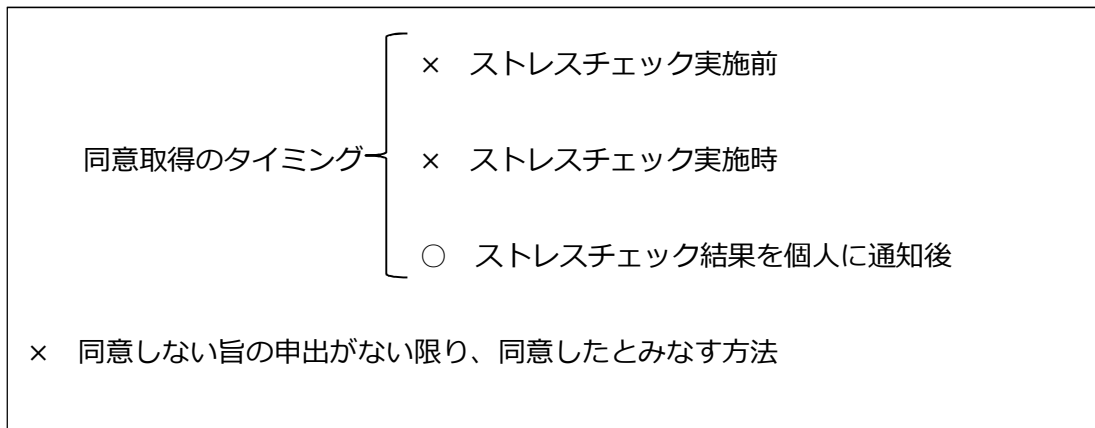 × ストレスチェック実施前
同意取得のタイミング
× ストレスチェック実施時
○ ストレスチェック結果を個人に通知後
× 同意しない旨の申出がない限り、同意したとみなす方法